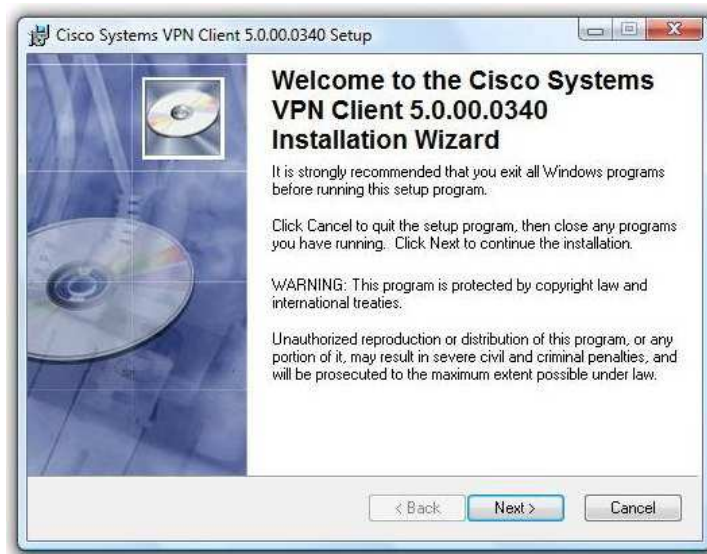 Cisco Systems VPN Client 5.0.00.0340 Setup
Welcome to the Cisco Systems
VPN Client 5.0.00.0340
Installation Wizard
It is strongly recommended that you exit all Windows programs
before running this setup program.
Click Cancel to quit the setup program, then close any programs
you have running. Click Next to continue the installation.
WARNING: This program is protected by copyright law and
international treaties.
Unauthorized reproduction or distribution of this program, or any
portion of it, may result in severe civil and criminal penalties, and
will be prosecuted to the maximum extent possible under law.
< Back
Next >
Cancel